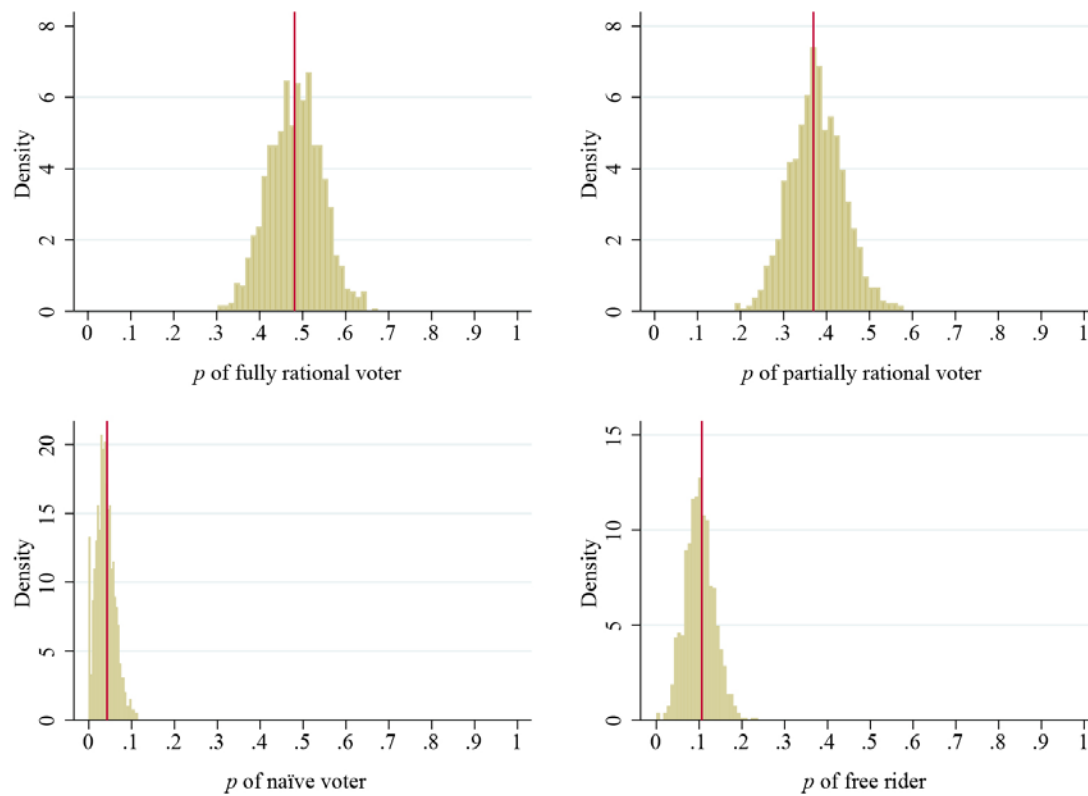 8
6
4
2
0
Density
0 .1 .2 .3 .4 .5 .6 .7 .8 .9 1
p of fully rational voter
8
6
4
2
0
Density
0 .1 .2 .3 .4 .5 .6 .7 .8 .9 1
p of partially rational voter
20
15
10
5
0
Density
0 .1 .2 .3 .4 .5 .6 .7 .8 .9 1
p of naïve voter
15
10
5
0
Density
0 .1 .2 .3 .4 .5 .6 .7 .8 .9 1
p of free rider